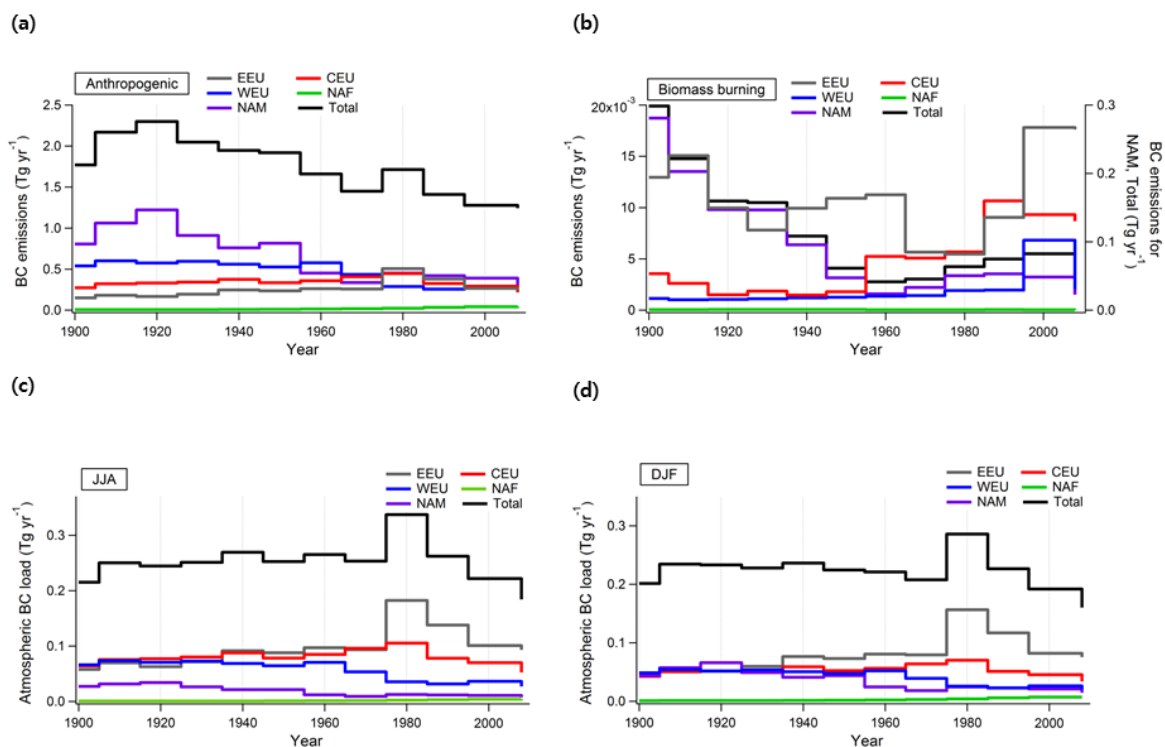 (a)
Anthropogenic
EEU CEU
WEU NAF
NAM Total
BC emissions (Tg yr⁻¹)
2.5
2.0
1.5
1.0
0.5
0.0
1900 1920 1940 1960 1980 2000
Year
(b)
Biomass burning
EEU CEU
WEU NAF
NAM Total
BC emissions (Tg yr⁻¹)
20x10⁻³
15
10
5
0
0.3
0.2
0.1
0.0
BC emissions for
NAM, Total (Tg yr⁻¹)
1900 1920 1940 1960 1980 2000
Year
(c)
JJA
EEU CEU
WEU NAF
NAM Total
Atmospheric BC load (Tg yr⁻¹)
0.3
0.2
0.1
0.0
1900 1920 1940 1960 1980 2000
Year
(d)
DJF
EEU CEU
WEU NAF
NAM Total
Atmospheric BC load (Tg yr⁻¹)
0.3
0.2
0.1
0.0
1900 1920 1940 1960 1980 2000
Year